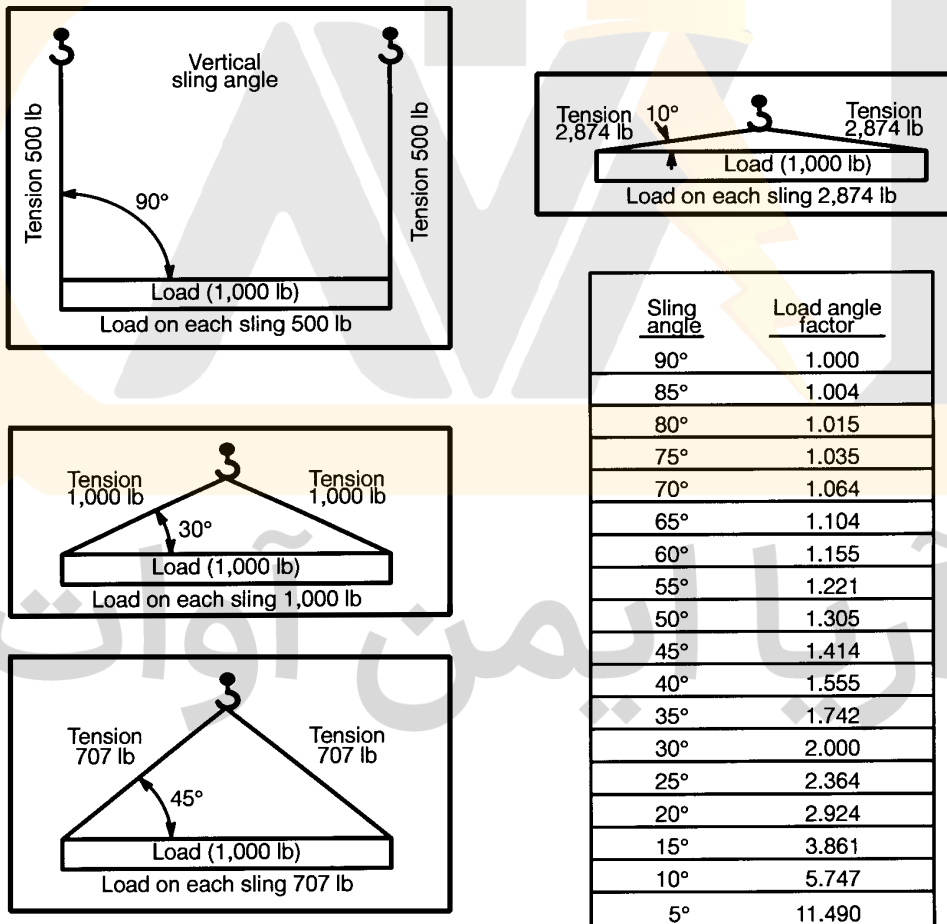 Vertical
sling angle
Tension 500 lb
Tension 500 lb
90°
Load (1,000 lb)
Load on each sling 500 lb
Tension
2,874 lb
10°
Tension
2,874 lb
Load (1,000 lb)
Load on each sling 2,874 lb
Tension
1,000 lb
Tension
1,000 lb
30°
Load (1,000 lb)
Load on each sling 1,000 lb
Tension
707 lb
Tension
707 lb
45°
Load (1,000 lb)
Load on each sling 707 lb
Sling angle Load angle factor
90° 1.000
85° 1.004
80° 1.015
75° 1.035
70° 1.064
65° 1.104
60° 1.155
55° 1.221
50° 1.305
45° 1.414
40° 1.555
35° 1.742
30° 2.000
25° 2.364
20° 2.924
15° 3.861
10° 5.747
5° 11.490
آریا ایمن آوات